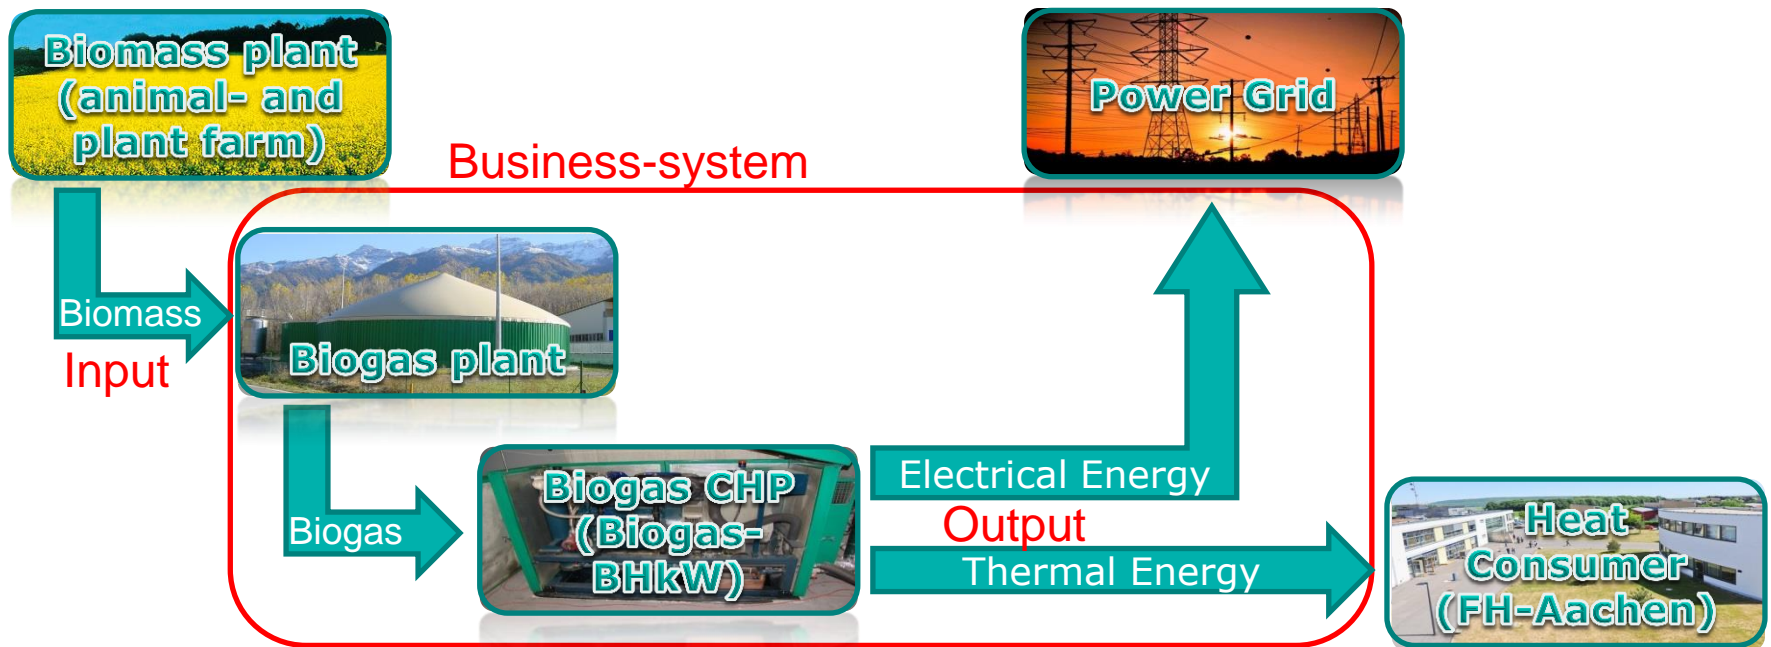 Biomass plant
(animal- and
plant farm)
Power Grid
Business-system
Biomass
Input
Biogas plant
Biogas
Biogas CHP
(Biogas-
BHkW)
Electrical Energy
Output
Thermal Energy
Heat
Consumer
(FH-Aachen)